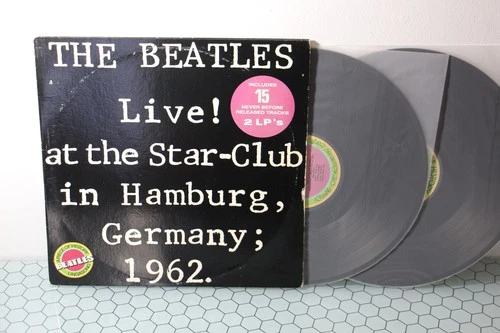 THE BEATLES
INCLUDES
15
NEVER BEFORE
RELEASED TRACKS
2 LP's
Live!
at the Star-Club
in Hamburg,
Germany;
1962.
BEATLES